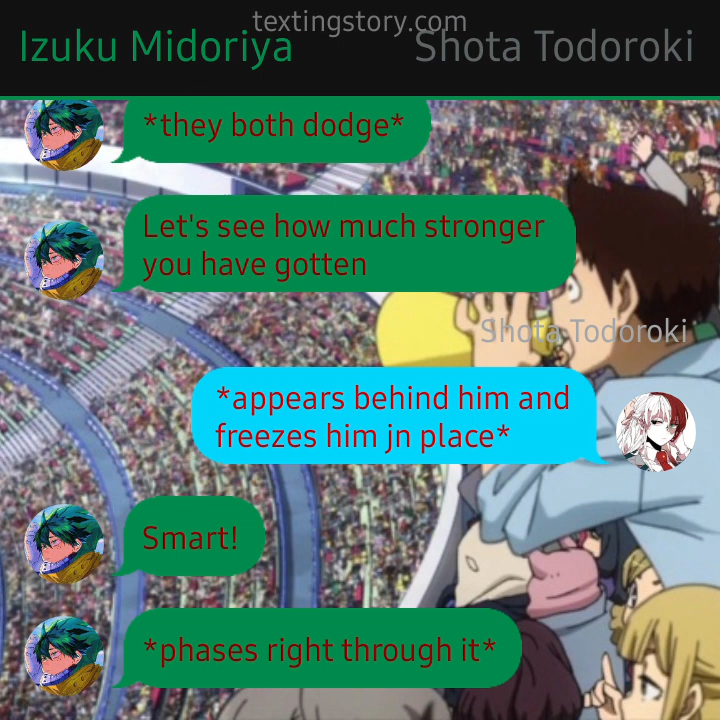 textingstory.com
Izuku Midoriya
Shota Todoroki
*they both dodge*
Let's see how much stronger
you have gotten
Shota Todoroki
*appears behind him and
freezes him jn place*
Smart!
*phases right through it*